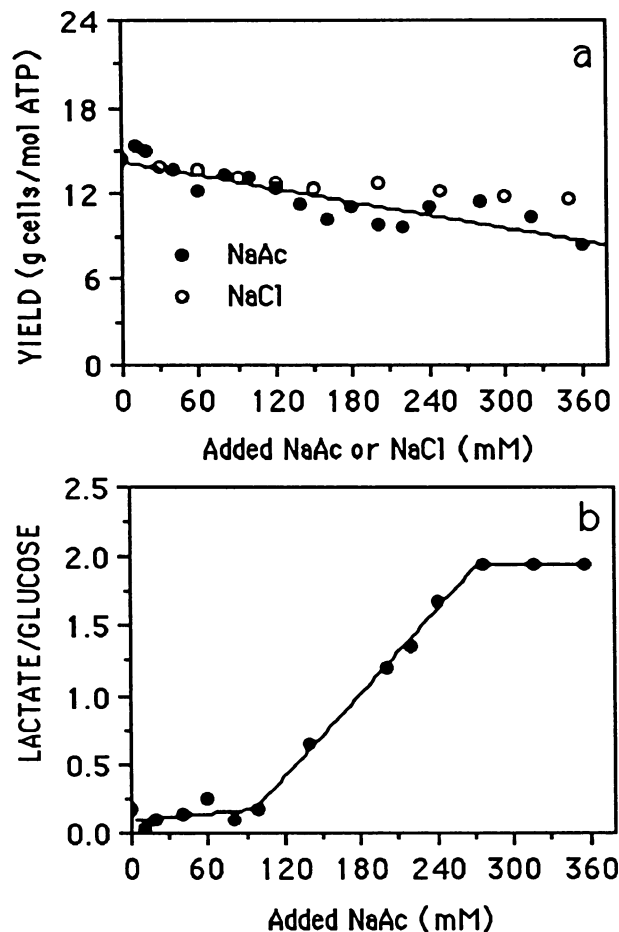 a
YIELD (g cells/mol ATP)
24
18
12
6
0
NaAc
NaCl
0 60 120 180 240 300 360
Added NaAc or NaCl (mM)
b
LACTATE/GLUCOSE
2.5
2.0
1.5
1.0
0.5
0.0
0 60 120 180 240 300 360
Added NaAc (mM)